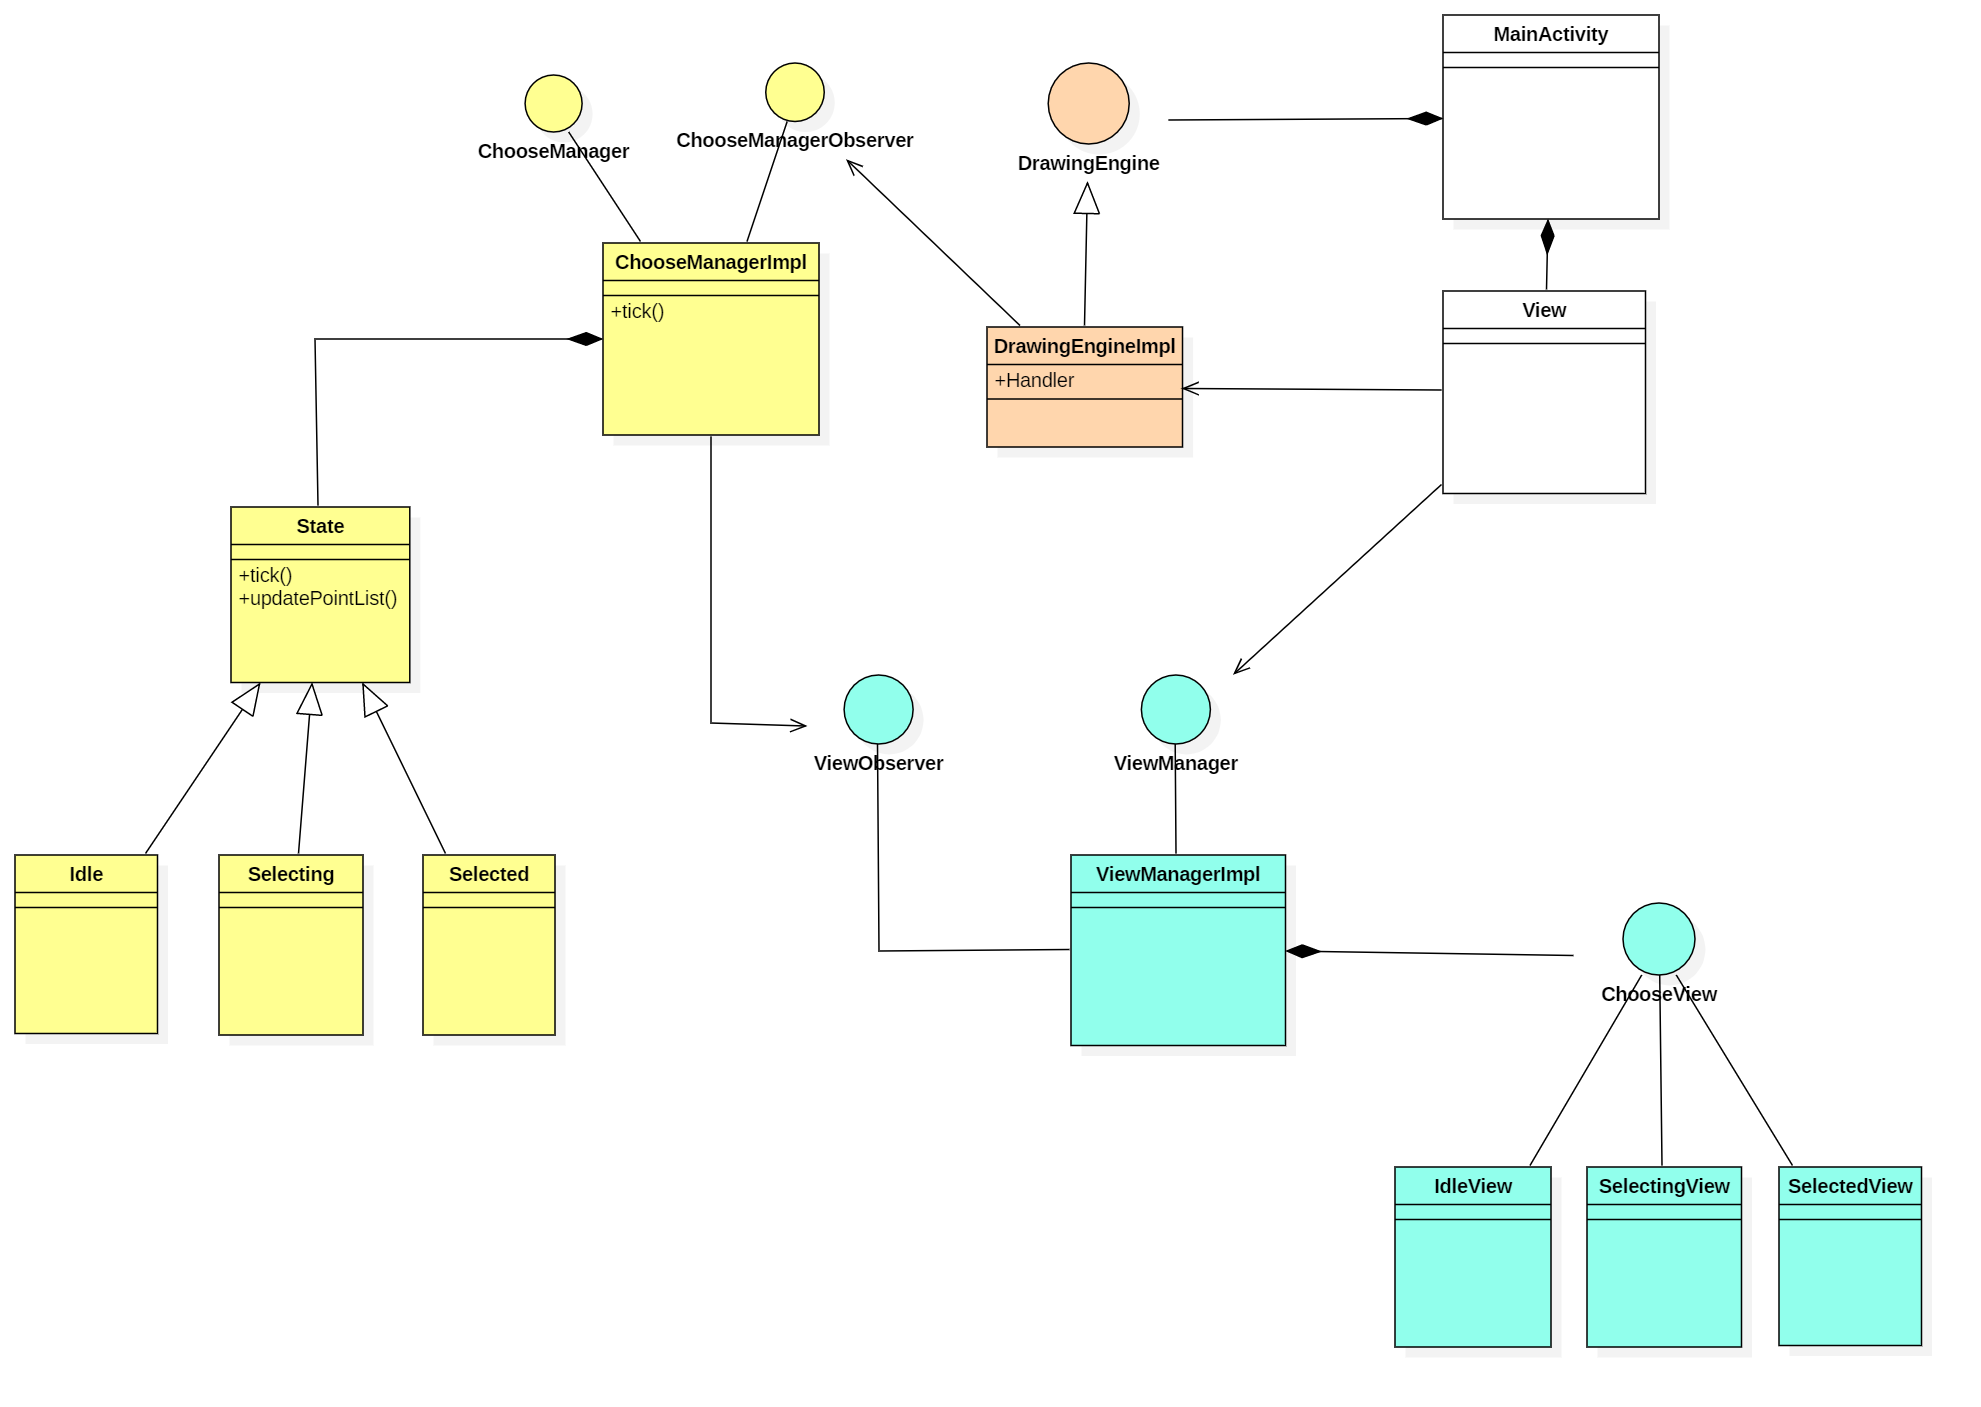 MainActivity
ChooseManager
ChooseManagerObserver
DrawingEngine
ChooseManagerImpl
+tick()
DrawingEngineImpl
+Handler
View
State
+tick()
+updatePointList()
ViewObserver
ViewManager
Idle
Selecting
Selected
ViewManagerImpl
ChooseView
IdleView
SelectingView
SelectedView